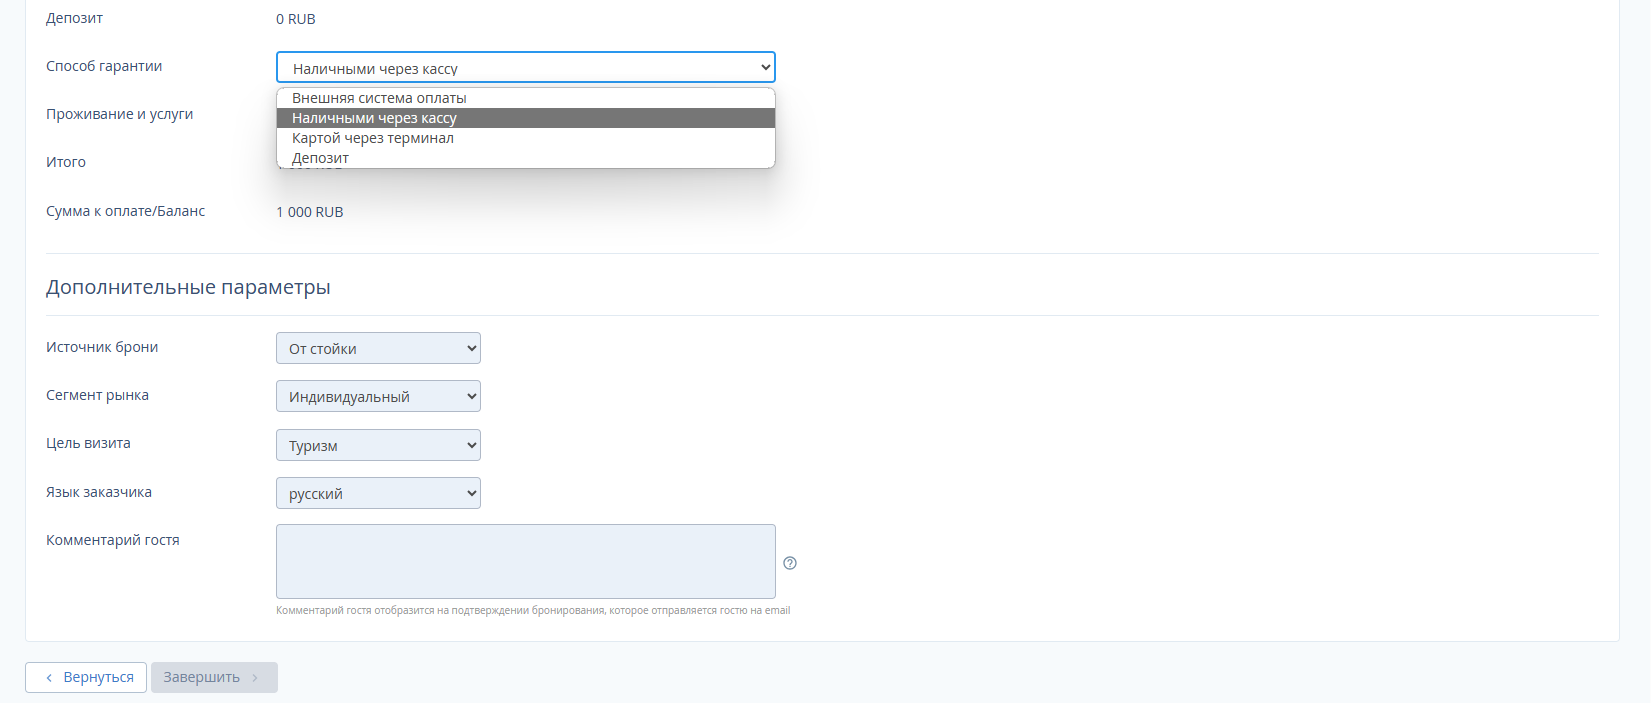 Депозит 0 RUB
Способ гарантии Наличными через кассу
Внешняя система оплаты
Наличными через кассу
Картой через терминал
Депозит
Проживание и услуги
Итого
Сумма к оплате/Баланс 1 000 RUB
Дополнительные параметры
Источник брони От стойки
Сегмент рынка Индивидуальный
Цель визита Туризм
Язык заказчика русский
Комментарий гостя
Комментарий гостя отобразится на подтверждении бронирования, которое отправляется гостю на email
Вернуться Завершить